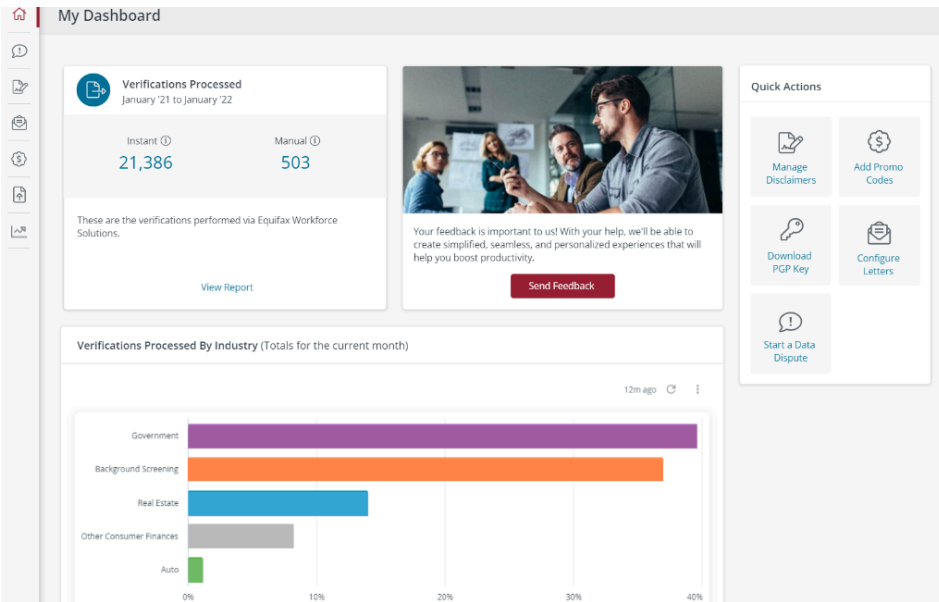 My Dashboard
Verifications Processed
January '21 to January '22
Instant
Manual
21,386
503
These are the verifications performed via Equifax Workforce
Solutions.
View Report
Your feedback is important to us! With your help, we'll be able to
create simplified, seamless, and personalized experiences that will
help you boost productivity.
Send Feedback
Quick Actions
Manage
Disclaimers
Add Promo
Codes
Download
PGP Key
Configure
Letters
Start a Data
Dispute
Verifications Processed By Industry (Totals for the current month)
12m ago
Government
Background Screening
Real Estate
Other Consumer Finances
Auto
0%
10%
20%
30%
40%